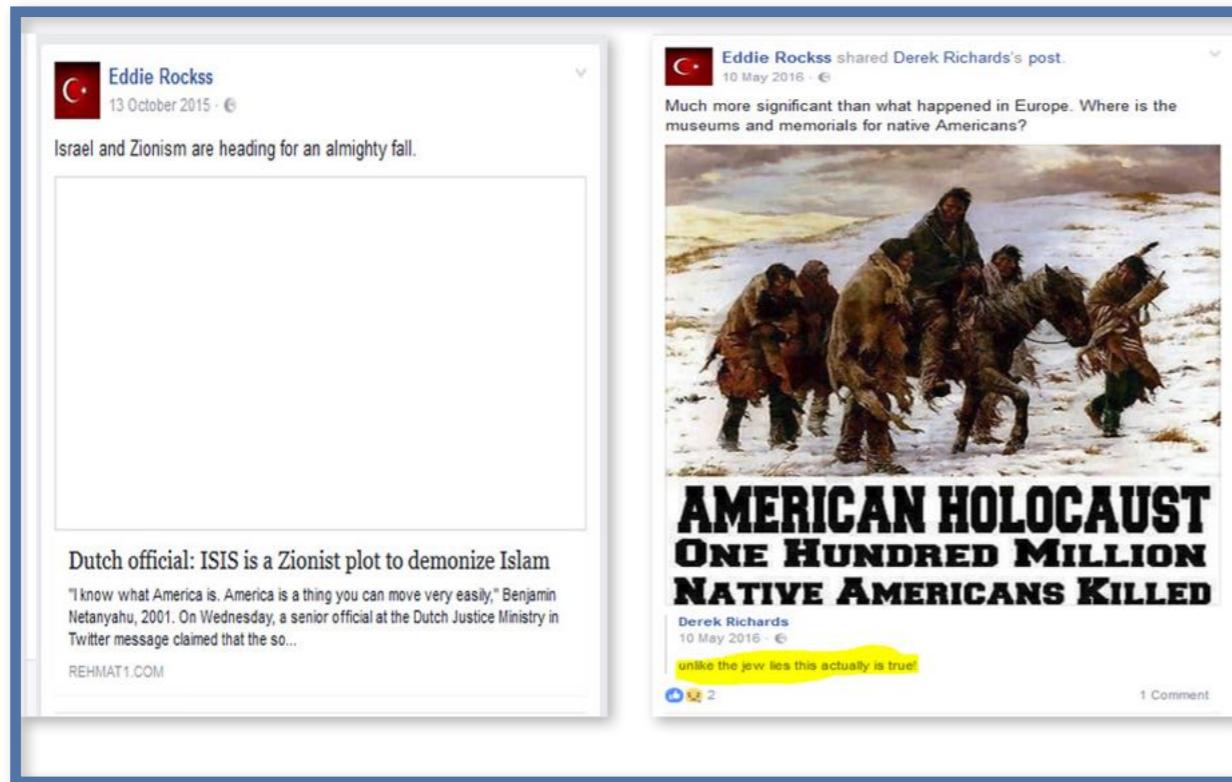 Eddie Rockss
13 October 2015
Israel and Zionism are heading for an almighty fall.
Dutch official: ISIS is a Zionist plot to demonize Islam
"I know what America is. America is a thing you can move very easily," Benjamin
Netanyahu, 2001. On Wednesday, a senior official at the Dutch Justice Ministry in
Twitter message claimed that the so...
REHMAT1.COM
Eddie Rockss shared Derek Richards's post.
10 May 2016
Much more significant than what happened in Europe. Where is the
museums and memorials for native Americans?
AMERICAN HOLOCAUST
ONE HUNDRED MILLION
NATIVE AMERICANS KILLED
Derek Richards
10 May 2016
unlike the jew lies this actually is true!
2
1 Comment